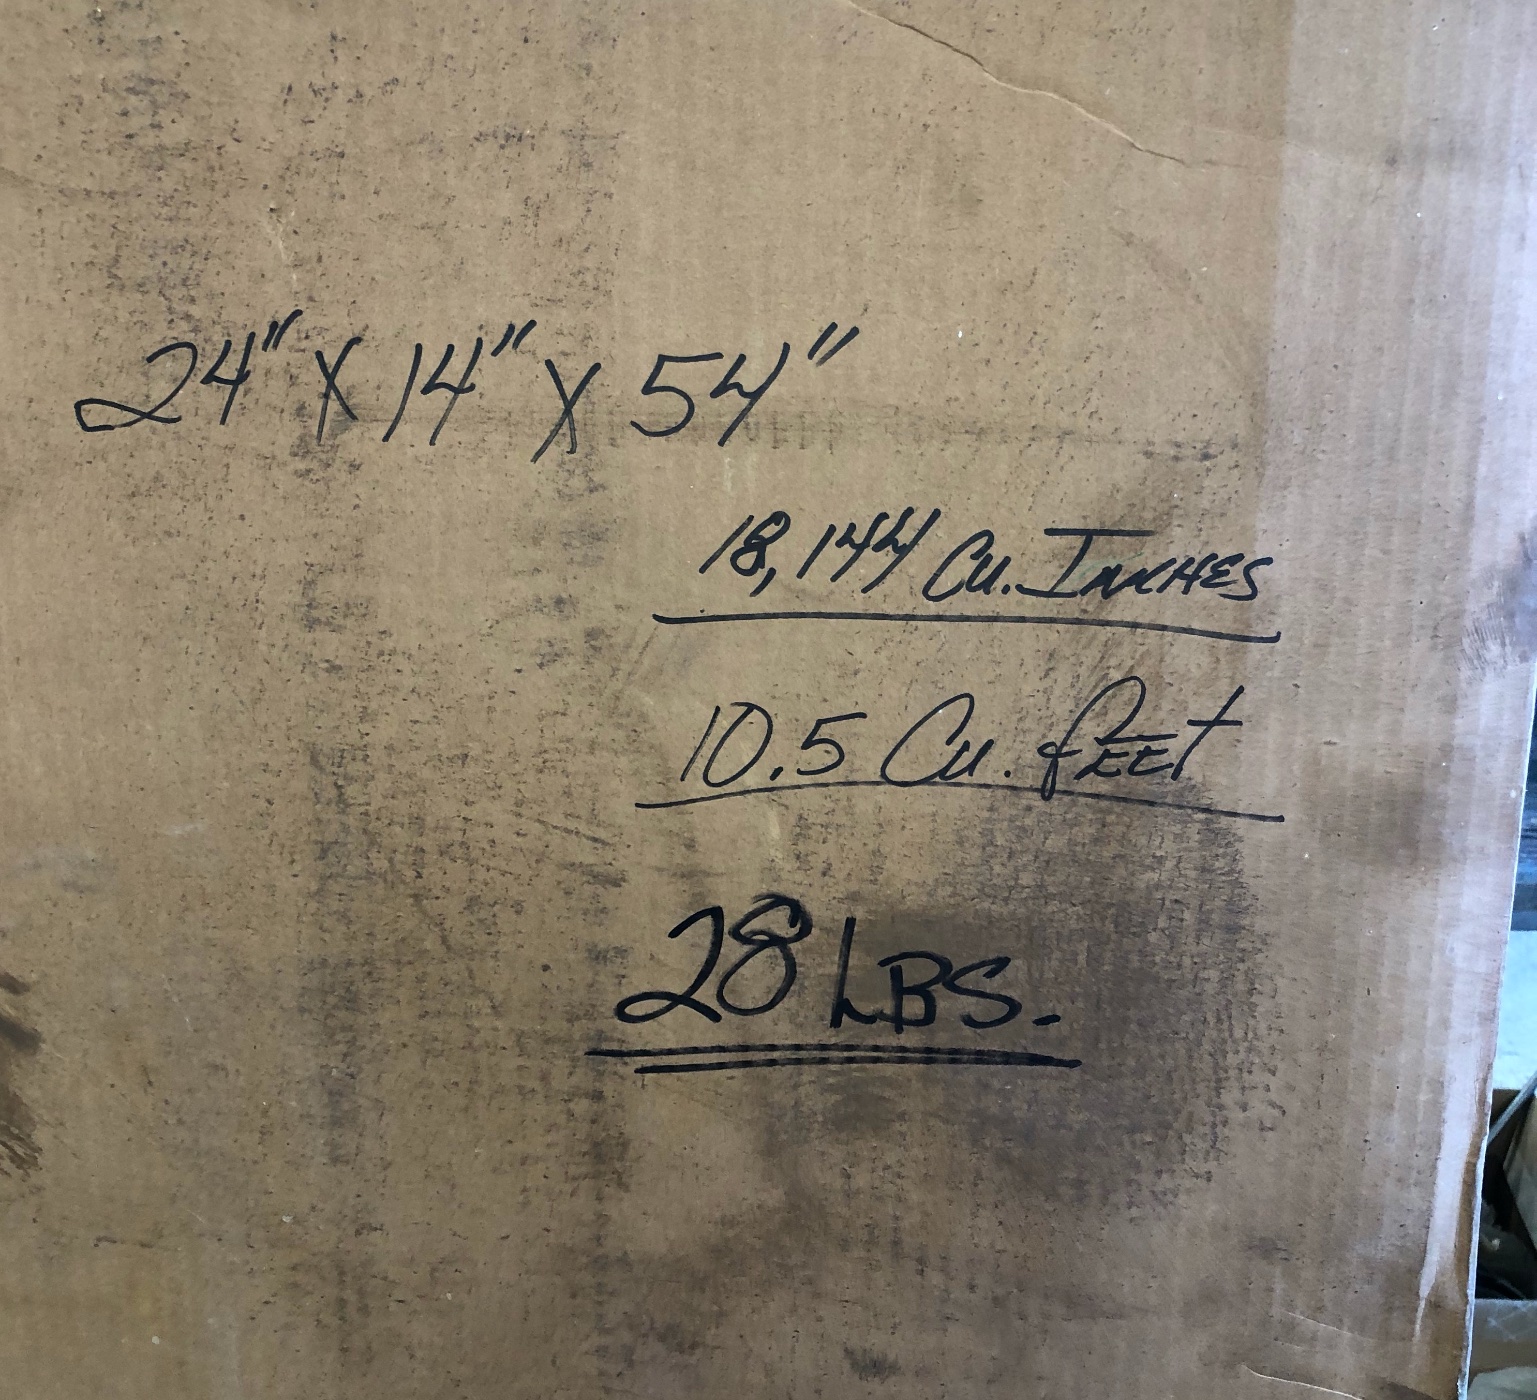 24" X 14" X 54"
18,144 Cu. INCHES
10.5 Cu. fEEt
28 LBS.